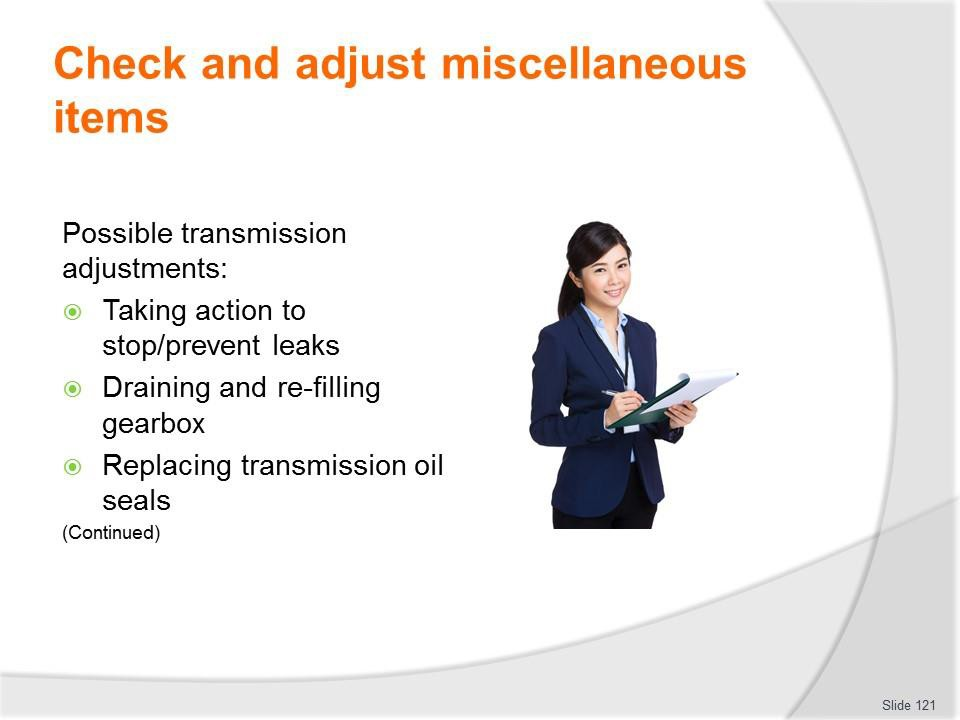 Check and adjust miscellaneous
items
Possible transmission
adjustments:
Taking action to
stop/prevent leaks
Draining and re-filling
gearbox
Replacing transmission oil
seals
(Continued)
Slide 121